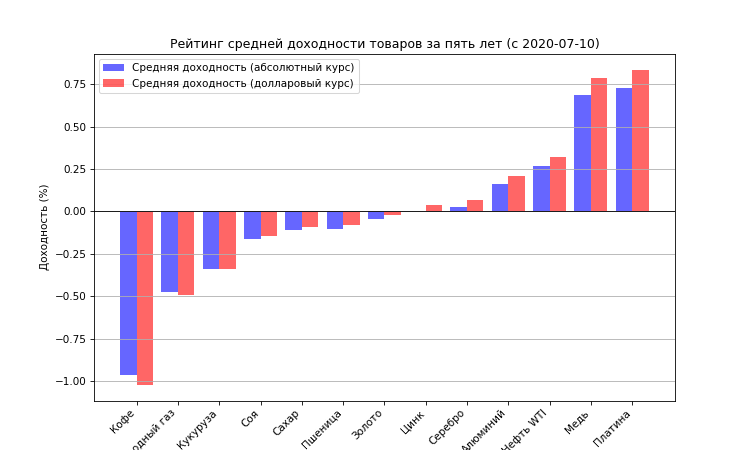 Рейтинг средней доходности товаров за пять лет (с 2020-07-10)
Средняя доходность (абсолютный курс)
Средняя доходность (долларовый курс)
Доходность (%)
0.75
0.50
0.25
0.00
−0.25
−0.50
−0.75
−1.00
Кофе
одный газ
Кукуруза
Соя
Сахар
Пшеница
Золото
Цинк
Серебро
Алюминий
Нефть WTI
Медь
Платина